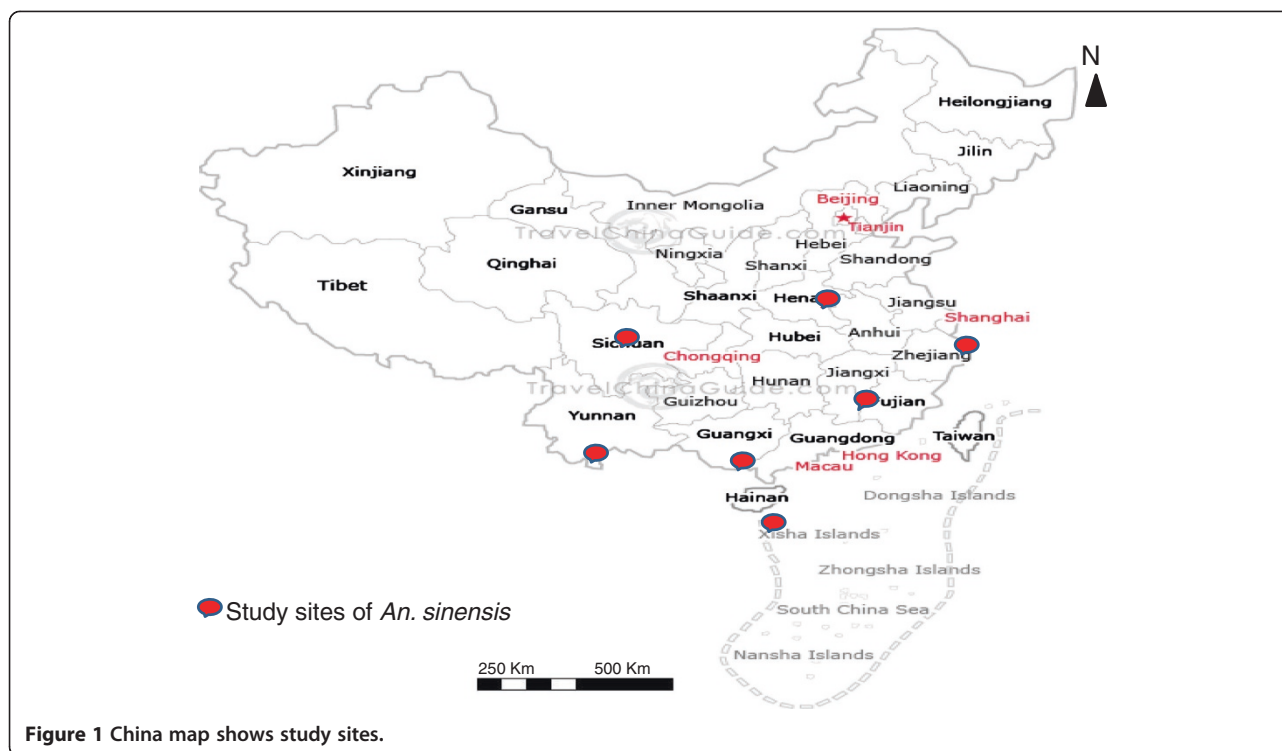 N
Heilongjiang
Jilin
Liaoning
Xinjiang
Beijing
Inner Mongolia
Gansu
Tianjin
TravelChinaGuide.com
Hebei
Ningxia
Shandong
Qinghai
Shanxi
Tibet
Shaanxi
Hena
Jiangsu
Shanghai
Sichuan
Hubei
Anhui
Chongqing
Zhejiang
Jiangxi
Hunan
TravelChinaGuide.com
Guizhou
ujian
Yunnan
Guangxi
Guangdong
Taiwan
Hong Kong
Macau
Hainan
Dongsha Islands
Xisha Islands
Zhongsha Islands
Study sites of An. sinensis
South China Sea
Nansha Islands
250 Km 500 Km
Figure 1 China map shows study sites.